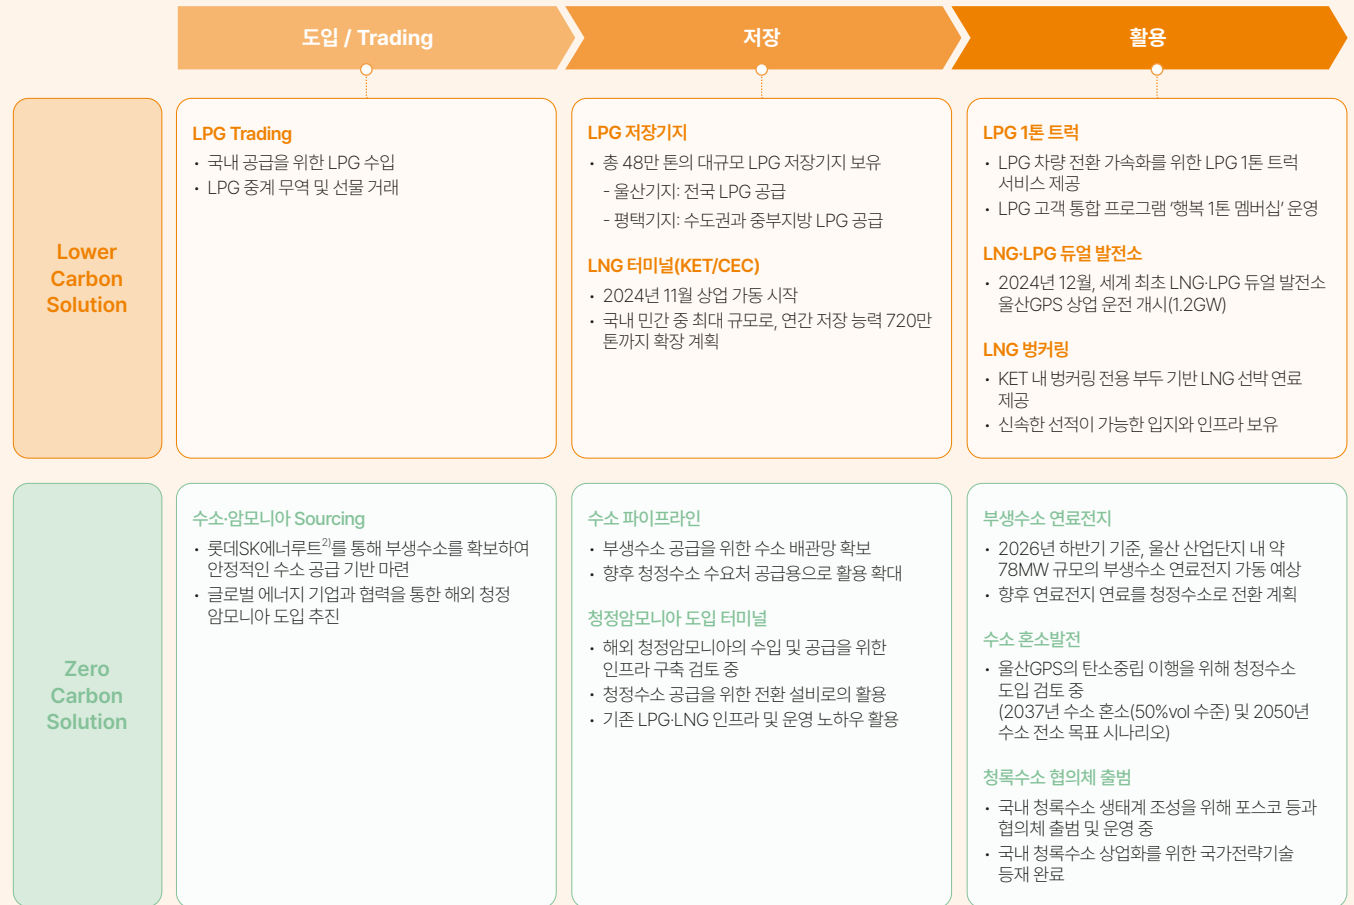 도입 / Trading
저장
활용
Lower
Carbon
Solution
LPG Trading
• 국내 공급을 위한 LPG 수입
• LPG 중계 무역 및 선물 거래
LPG 저장기지
• 총 48만 톤의 대규모 LPG 저장기지 보유
- 울산기지: 전국 LPG 공급
- 평택기지: 수도권과 중부지방 LPG 공급
LNG 터미널(KET/CEC)
• 2024년 11월 상업 가동 시작
• 국내 민간 중 최대 규모로, 연간 저장 능력 720만
톤까지 확장 계획
LPG 1톤 트럭
• LPG 차량 전환 가속화를 위한 LPG 1톤 트럭
서비스 제공
• LPG 고객 통합 프로그램 ‘행복 1톤 멤버십’ 운영
LNG·LPG 듀얼 발전소
• 2024년 12월, 세계 최초 LNG·LPG 듀얼 발전소
울산GPS 상업 운전 개시(1.2GW)
LNG 벙커링
• KET 내 벙커링 전용 부두 기반 LNG 선박 연료
제공
• 신속한 선적이 가능한 입지와 인프라 보유
Zero
Carbon
Solution
수소·암모니아 Sourcing
• 롯데SK에너루트2)를 통해 부생수소를 확보하여
안정적인 수소 공급 기반 마련
• 글로벌 에너지 기업과 협력을 통한 해외 청정
암모니아 도입 추진
수소 파이프라인
• 부생수소 공급을 위한 수소 배관망 확보
• 향후 청정수소 수요처 공급용으로 활용 확대
청정암모니아 도입 터미널
• 해외 청정암모니아의 수입 및 공급을 위한
인프라 구축 검토 중
• 청정수소 공급을 위한 전환 설비로의 활용
• 기존 LPG·LNG 인프라 및 운영 노하우 활용
부생수소 연료전지
• 2026년 하반기 기준, 울산 산업단지 내 약
78MW 규모의 부생수소 연료전지 가동 예상
• 향후 연료전지 연료를 청정수소로 전환 계획
수소 혼소발전
• 울산GPS의 탄소중립 이행을 위해 청정수소
도입 검토 중
(2037년 수소 혼소(50%vol 수준) 및 2050년
수소 전소 목표 시나리오)
청록수소 협의체 출범
• 국내 청록수소 생태계 조성을 위해 포스코 등과
협의체 출범 및 운영 중
• 국내 청록수소 상업화를 위한 국가전략기술
등재 완료